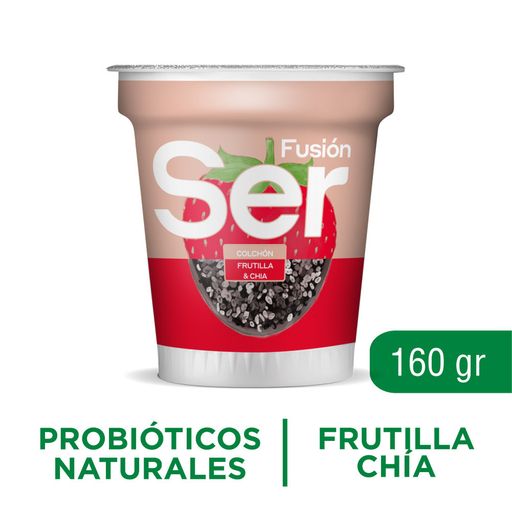 Fusión
Ser
COLCHÓN
FRUTILLA
& CHIA
160 gr
PROBIÓTICOS
NATURALES
FRUTILLA
CHÍA